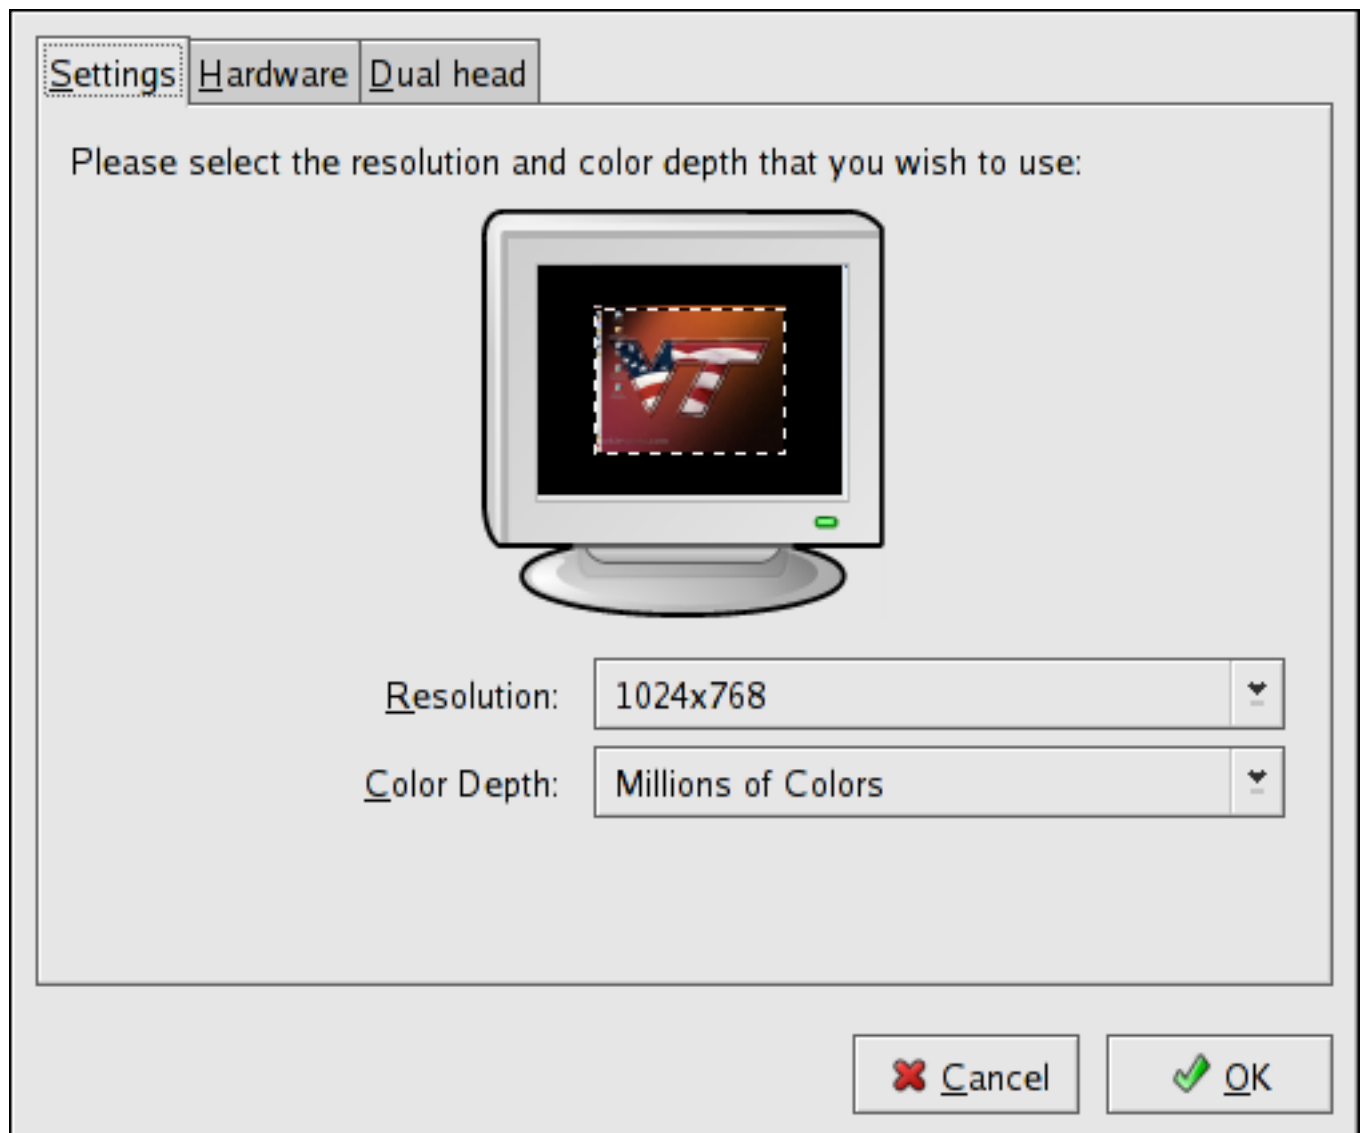 Settings Hardware Dual head
Please select the resolution and color depth that you wish to use:
VT
Resolution: 1024x768
Color Depth: Millions of Colors
Cancel OK